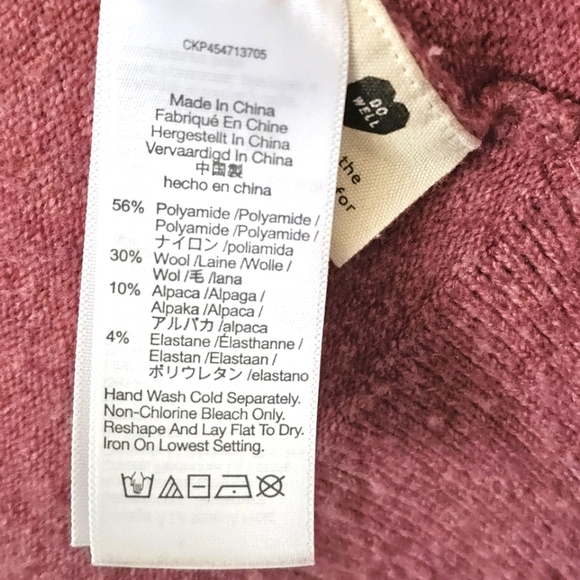 CKP454713705
Made In China
Fabriqué En Chine
Hergestellt In China
Vervaardigd In China
中国製
hecho en china
56% Polyamide /Polyamide /
Polyamide /Polyamide /
ナイロン /poliamida
30% Wool /Laine /Wolle /
Wol /毛 /lana
10% Alpaca /Alpaga /
Alpaka /Alpaca /
アルパカ /alpaca
4% Elastane /Élasthanne /
Elastan /Elastaan /
ポリウレタン /elastano
Hand Wash Cold Separately.
Non-Chlorine Bleach Only.
Reshape And Lay Flat To Dry.
Iron On Lowest Setting.
DO
WELL
the
for